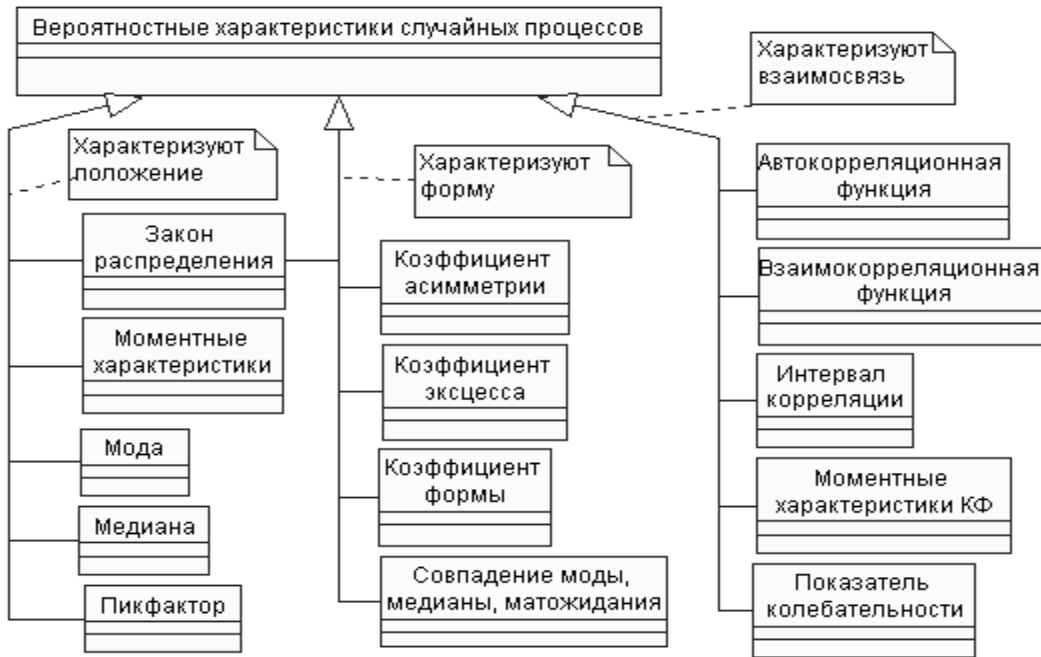 Вероятностные характеристики случайных процессов
Характеризуют
взаимосвязь
Характеризуют
положение
Характеризуют
форму
Закон
распределения
Моментные
характеристики
Мода
Медиана
Пикфактор
Коэффициент
асимметрии
Коэффициент
эксцесса
Коэффициент
формы
Совпадение моды,
медианы, матожидания
Автокорреляционная
функция
Взаимокорреляционная
функция
Интервал
корреляции
Моментные
характеристики КФ
Показатель
колебательности